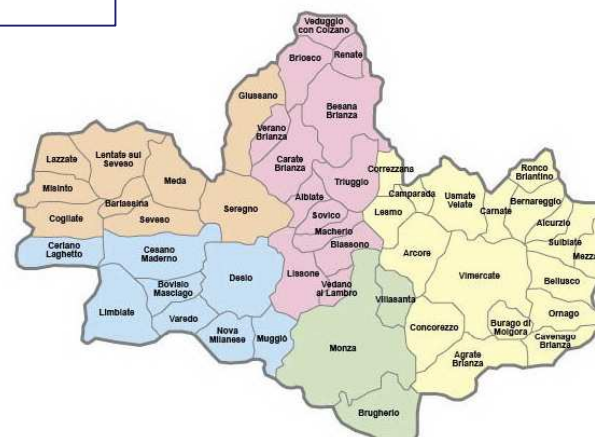 Veduggio
con Colzano
Briosco
Renate
Giussano
Besana
Brianza
Verano
Brianza
Lazzate
Lentate sul
Seveso
Carate
Brianza
Correzzana
Ronco
Briantino
Misinto
Meda
Triuggio
Camparada
Usmate
Velate
Bernareggio
Barlassina
Albiate
Cogliate
Seveso
Seregno
Sovico
Lesmo
Carnate
Aicurzio
Macherio
Ceriano
Laghetto
Cesano
Maderno
Biassono
Arcore
Sulbiate
Mezza
Desio
Lissone
Vedano
al Lambro
Villasanta
Vimercate
Bellusco
Bovisio
Masciago
Limbiate
Varedo
Nova
Milanese
Muggiò
Monza
Concorezzo
Burago di
Molgora
Ornago
Cavenago
Brianza
Agrate
Brianza
Brugherio